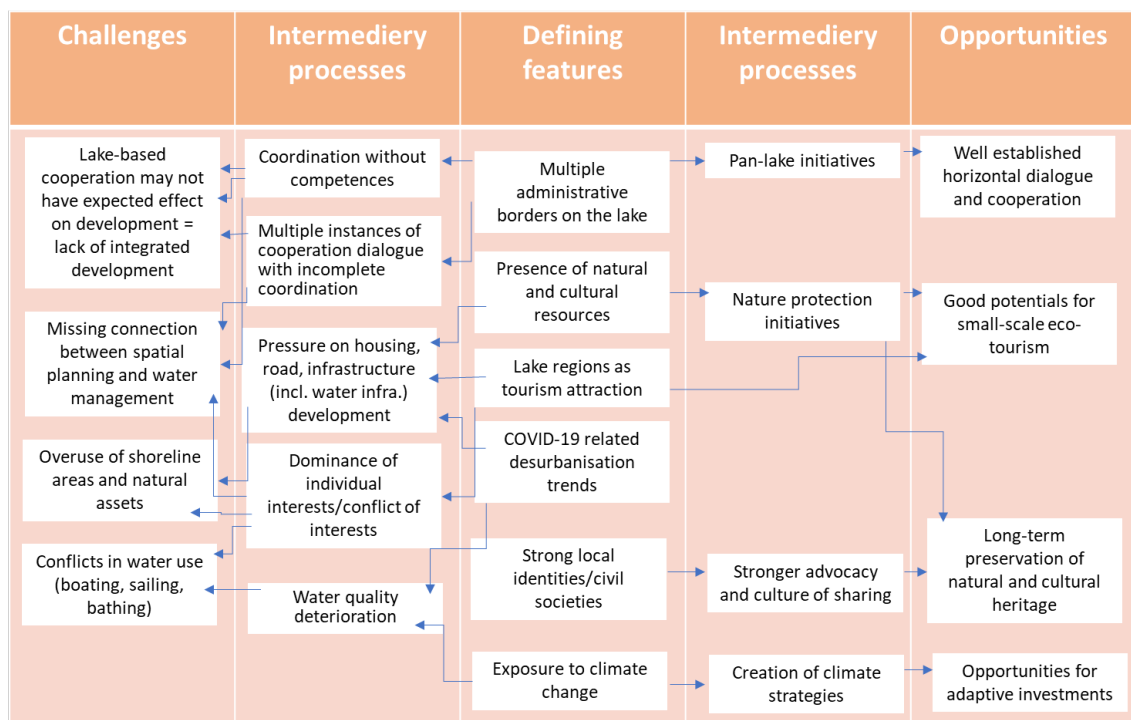 Challenges
Intermediery
processes
Defining
features
Intermediery
processes
Opportunities
Lake-based
cooperation may not
have expected effect
on development =
lack of integrated
development
Missing connection
between spatial
planning and water
management
Overuse of shoreline
areas and natural
assets
Conflicts in water use
(boating, sailing,
bathing)
Coordination without
competences
Multiple instances of
cooperation dialogue
with incomplete
coordination
Pressure on housing,
road, infrastructure
(incl. water infra.)
development
Dominance of
individual
interests/conflict of
interests
Water quality
deterioration
Multiple
administrative
borders on the lake
Presence of natural
and cultural
resources
Lake regions as
tourism attraction
COVID-19 related
desurbanisation
trends
Strong local
identities/civil
societies
Exposure to climate
change
Pan-lake initiatives
Nature protection
initiatives
Stronger advocacy
and culture of sharing
Creation of climate
strategies
Well established
horizontal dialogue
and cooperation
Good potentials for
small-scale eco-
tourism
Long-term
preservation of
natural and cultural
heritage
Opportunities for
adaptive investments